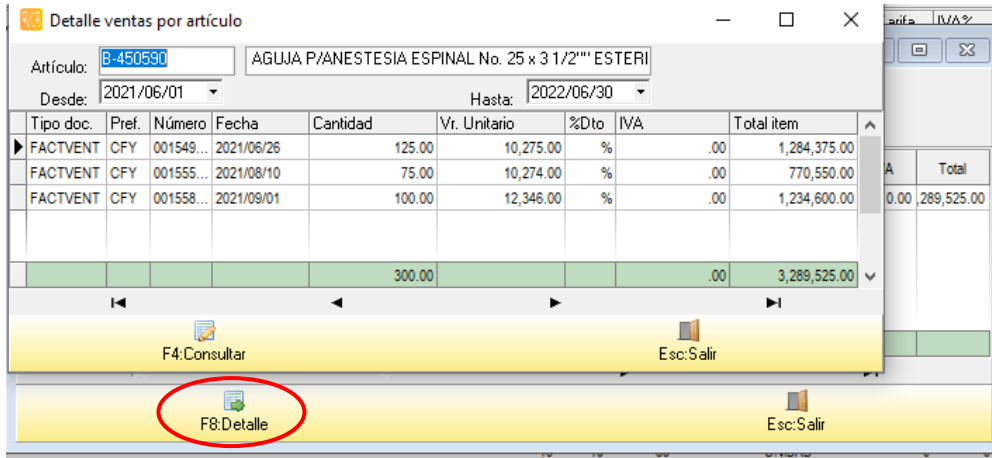 Detalle ventas por artículo
Artículo: B-450590 AGUJA P/ANESTESIA ESPINAL No. 25 x 3 1/2"" ESTERI
Desde: 2021/06/01 Hasta: 2022/06/30
Tipo doc. Pref. Número Fecha Cantidad Vr. Unitario %Dto IVA Total item
FACTVENT CFY 001549... 2021/06/26 125.00 10,275.00 % .00 1,284,375.00
FACTVENT CFY 001555... 2021/08/10 75.00 10,274.00 % .00 770,550.00
FACTVENT CFY 001558... 2021/09/01 100.00 12,346.00 % .00 1,234,600.00
300.00 .00 3,289,525.00
F4:Consultar Esc:Salir
IVA%
Total
0.00 ,289,525.00
F8:Detalle Esc:Salir